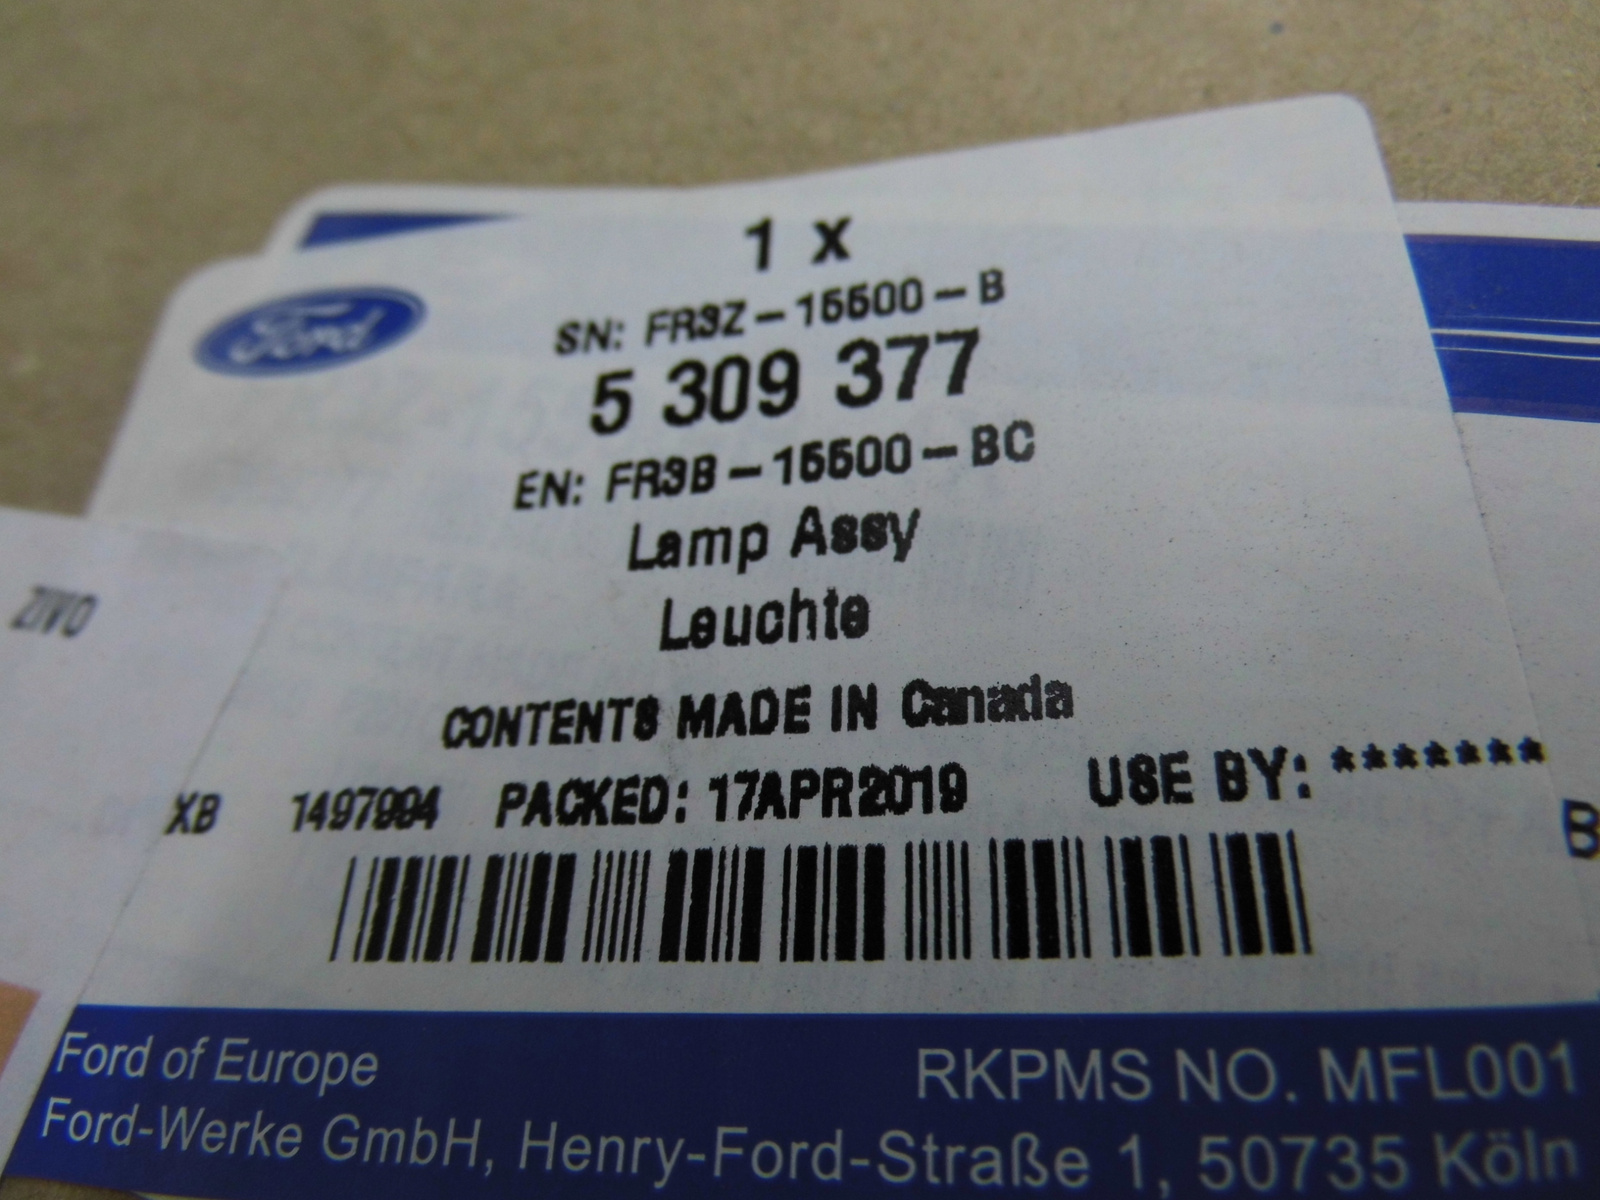 1 X
Ford
SN: FR3Z-15500-B
5 309 377
EN: FR3B-15500-BC
Lamp Assy
Leuchte
ZIVO
CONTENTS MADE IN Canada
XB 1497994 PACKED: 17APR2019 USE BY: *******
B
Ford of Europe RKPMS NO. MFL001
Ford-Werke GmbH, Henry-Ford-Straße 1, 50735 Köln